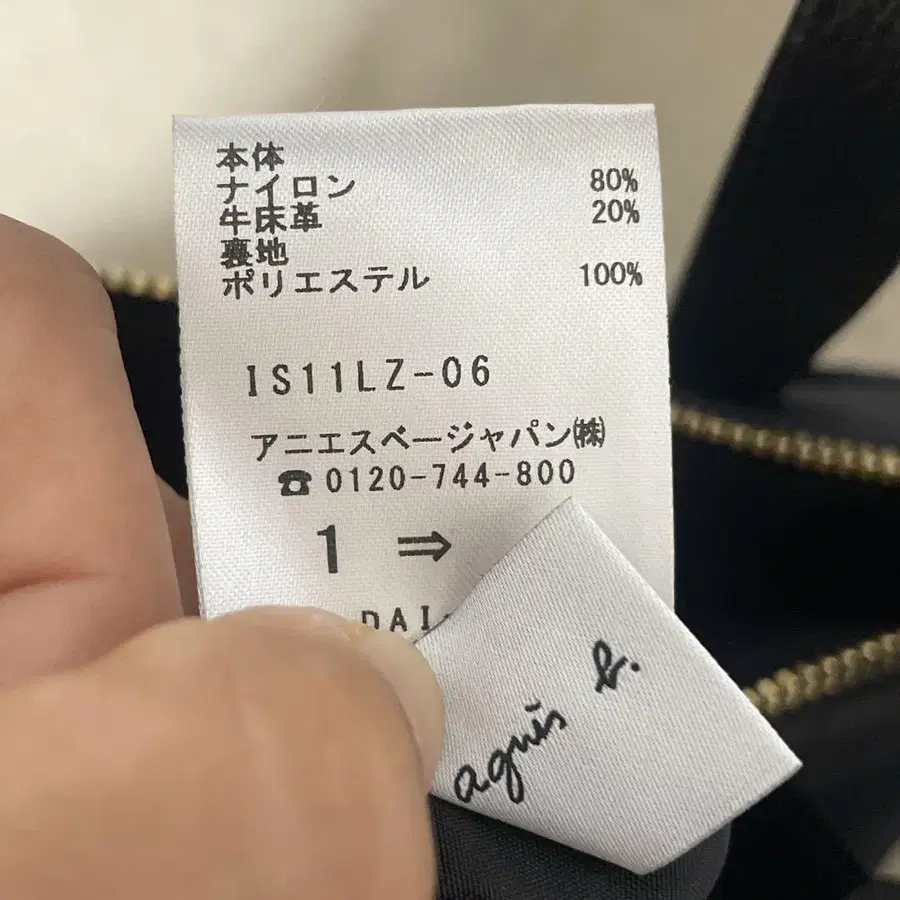 本体
ナイロン 80%
牛床革 20%
裏地
ポリエステル 100%
IS11LZ-06
アニエスベージャパン㈱
☎0120-744-800
1 ⇒
DAI
agnès b.